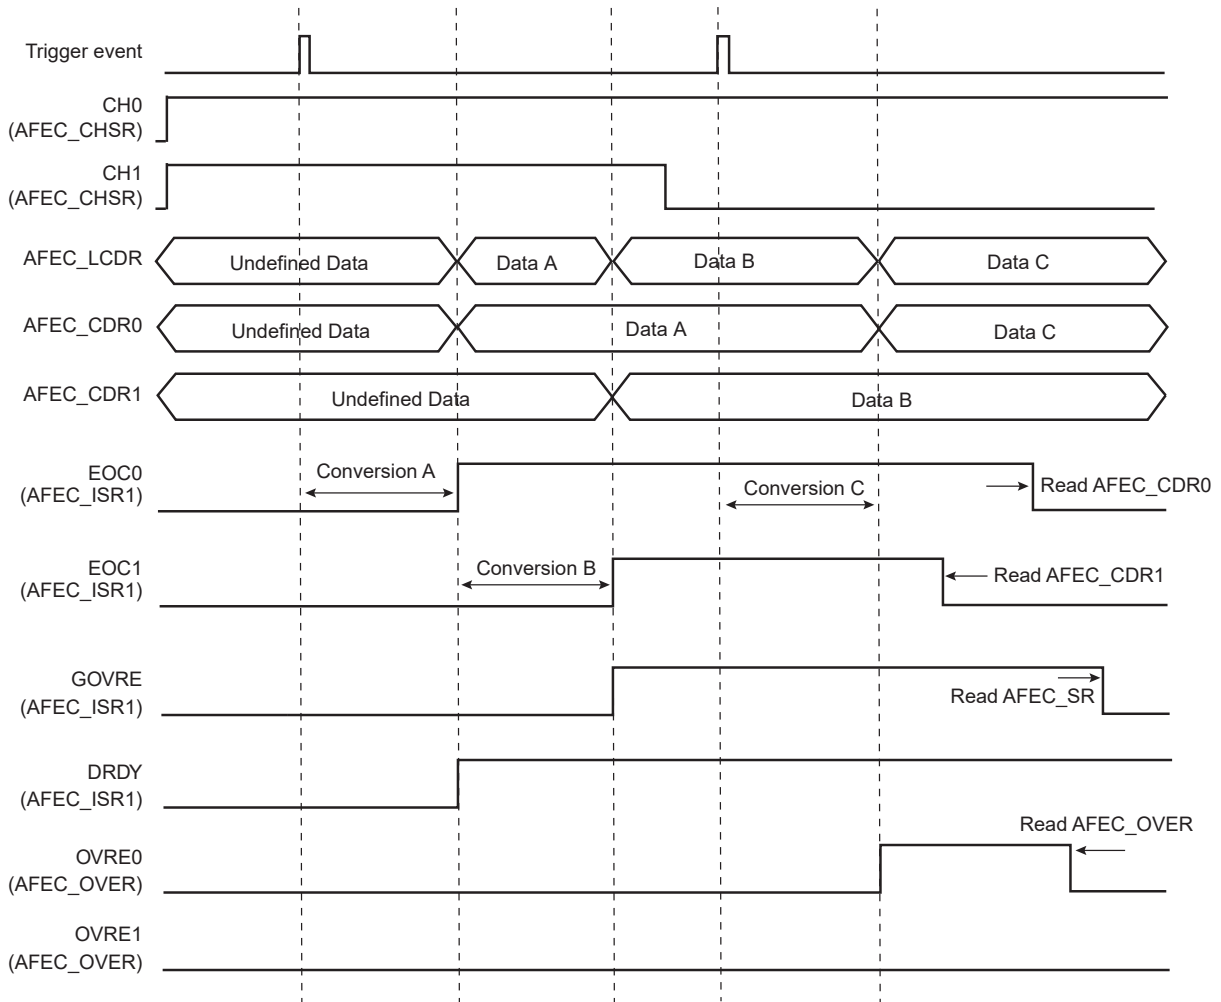 Trigger event
CH0
(AFEC_CHSR)
CH1
(AFEC_CHSR)
AFEC_LCDR
Undefined Data
Data A
Data B
Data C
AFEC_CDR0
Undefined Data
Data A
Data C
AFEC_CDR1
Undefined Data
Data B
EOC0
(AFEC_ISR1)
Conversion A
Conversion C
Read AFEC_CDR0
EOC1
(AFEC_ISR1)
Conversion B
Read AFEC_CDR1
GOVRE
(AFEC_ISR1)
Read AFEC_SR
DRDY
(AFEC_ISR1)
Read AFEC_OVER
OVRE0
(AFEC_OVER)
OVRE1
(AFEC_OVER)